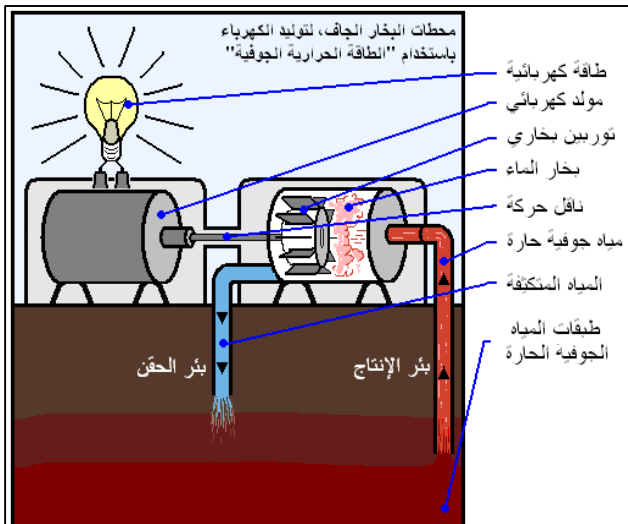 محطات البخار الجاف، لتوليد الكهرباء
باستخدام "الطاقة الحرارية الجوفية"
طاقة كهربائية
مولد كهربائي
توربين بخاري
بخار الماء
ناقل حركة
مياه جوفية حارة
المياه المتكثفة
طبقات المياه
الجوفية الحارة
بئر الإنتاج
بئر الحقن